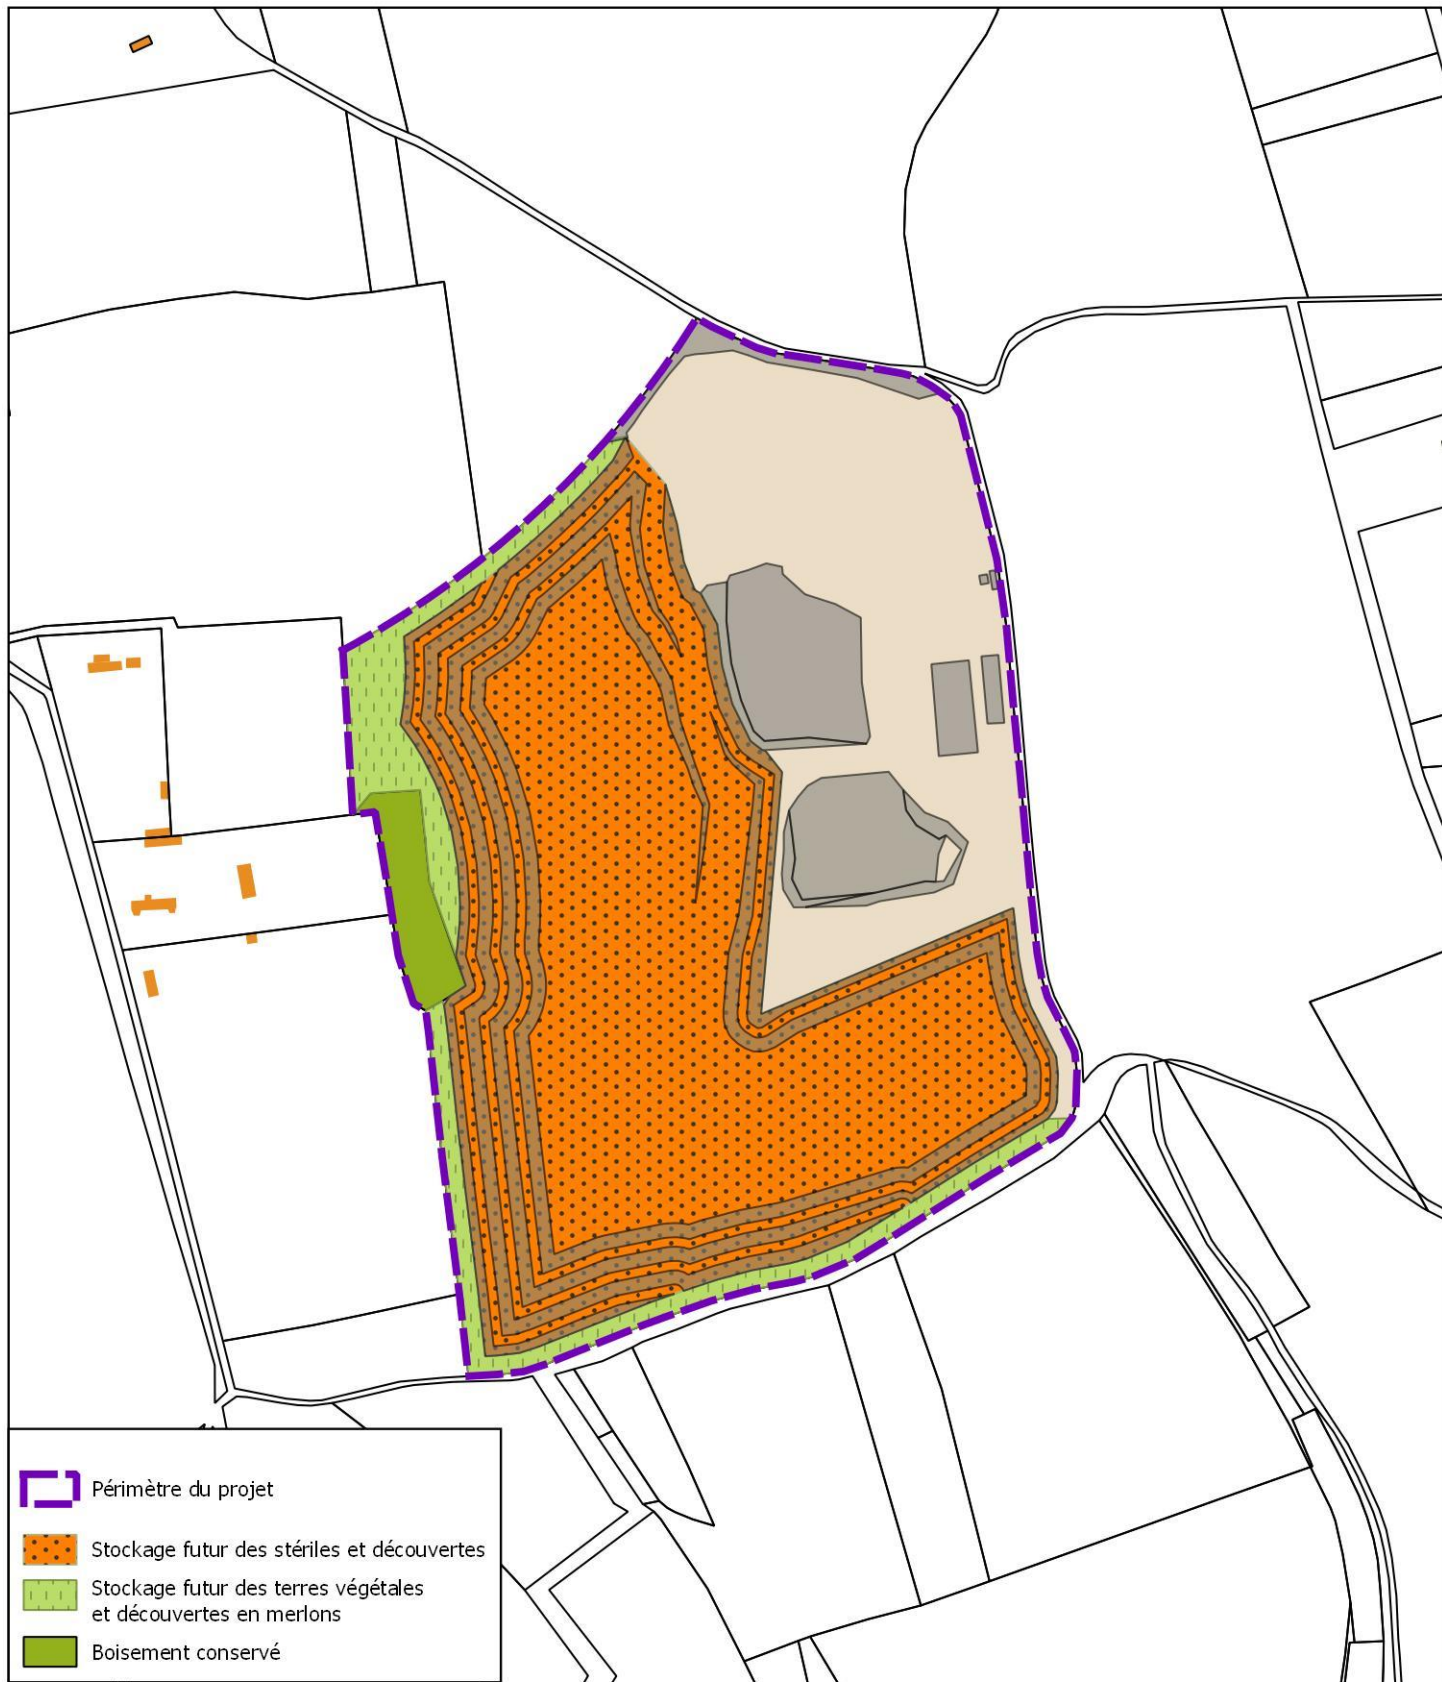 Périmètre du projet
Stockage futur des stériles et découvertes
Stockage futur des terres végétales
et découvertes en merlons
Boisement conservé